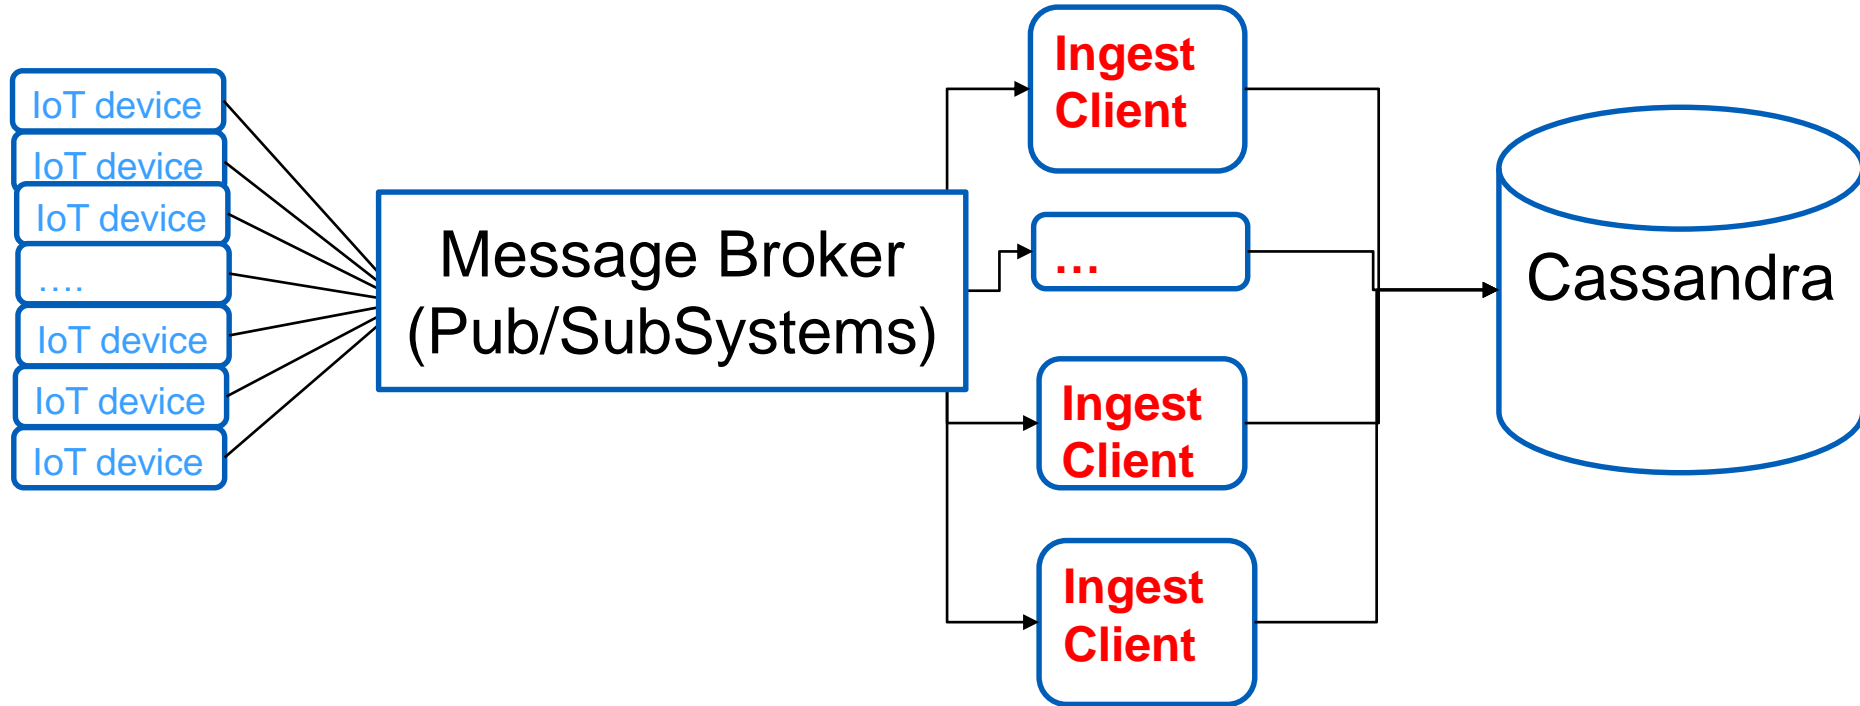 IoT device
IoT device
IoT device
....
IoT device
IoT device
IoT device
Message Broker
(Pub/SubSystems)
Ingest
Client
...
Ingest
Client
Ingest
Client
Cassandra